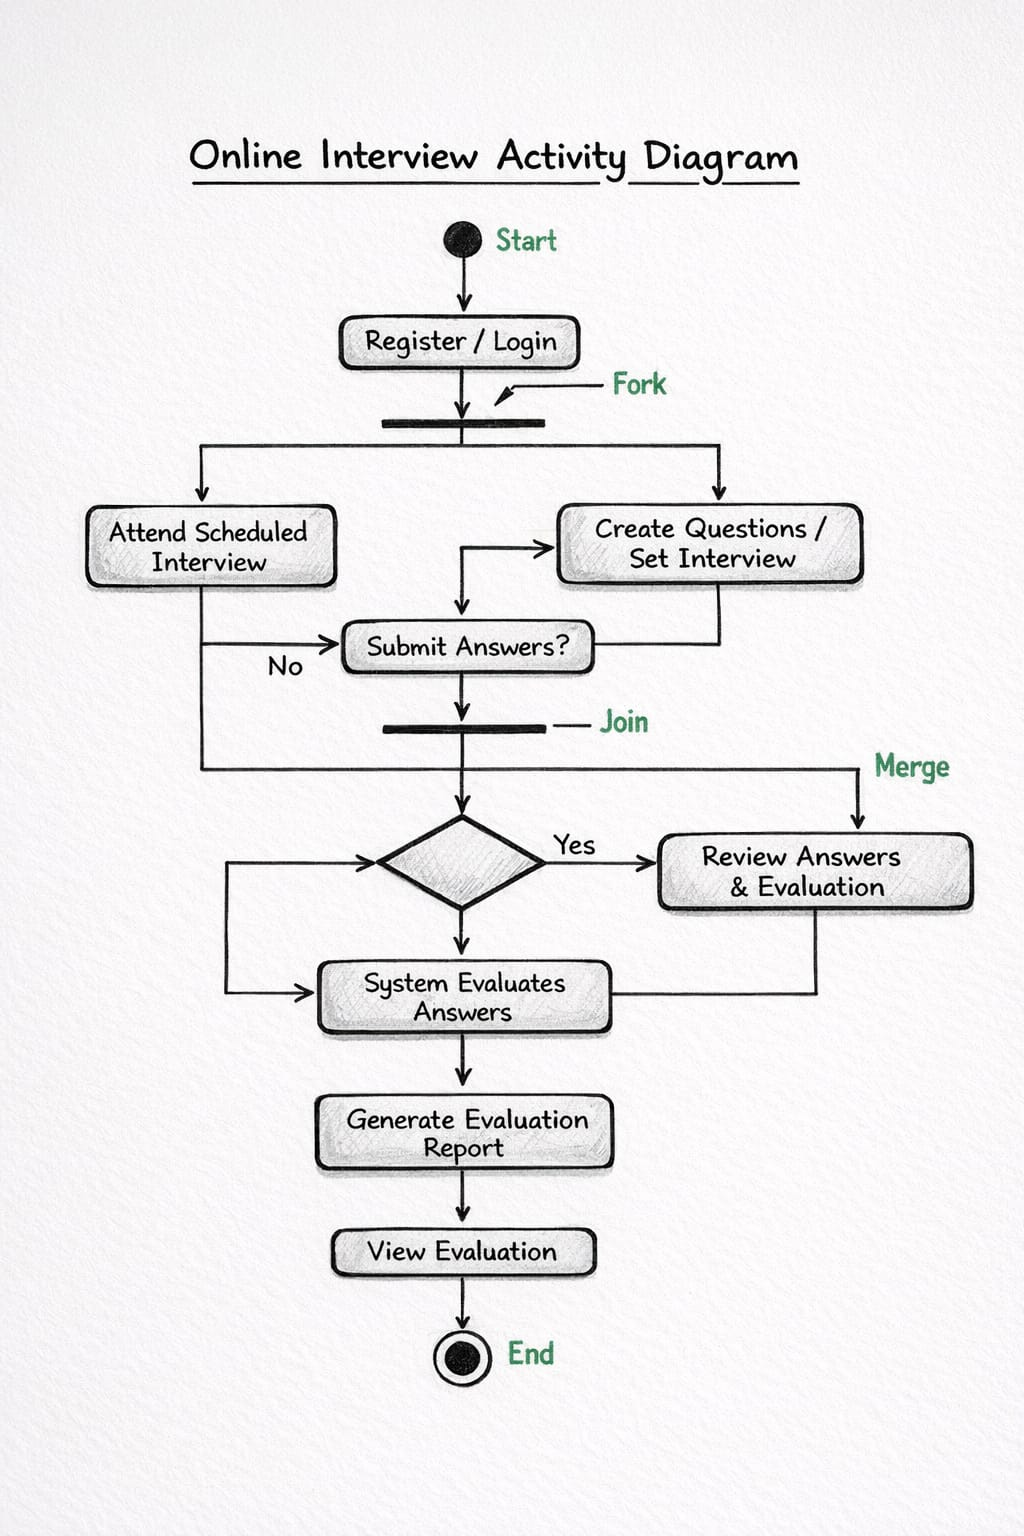 Online Interview Activity Diagram
Start
Register / Login
Fork
Attend Scheduled
Interview
Create Questions /
Set Interview
Submit Answers?
No
Join
Merge
Yes
Review Answers
& Evaluation
System Evaluates
Answers
Generate Evaluation
Report
View Evaluation
End